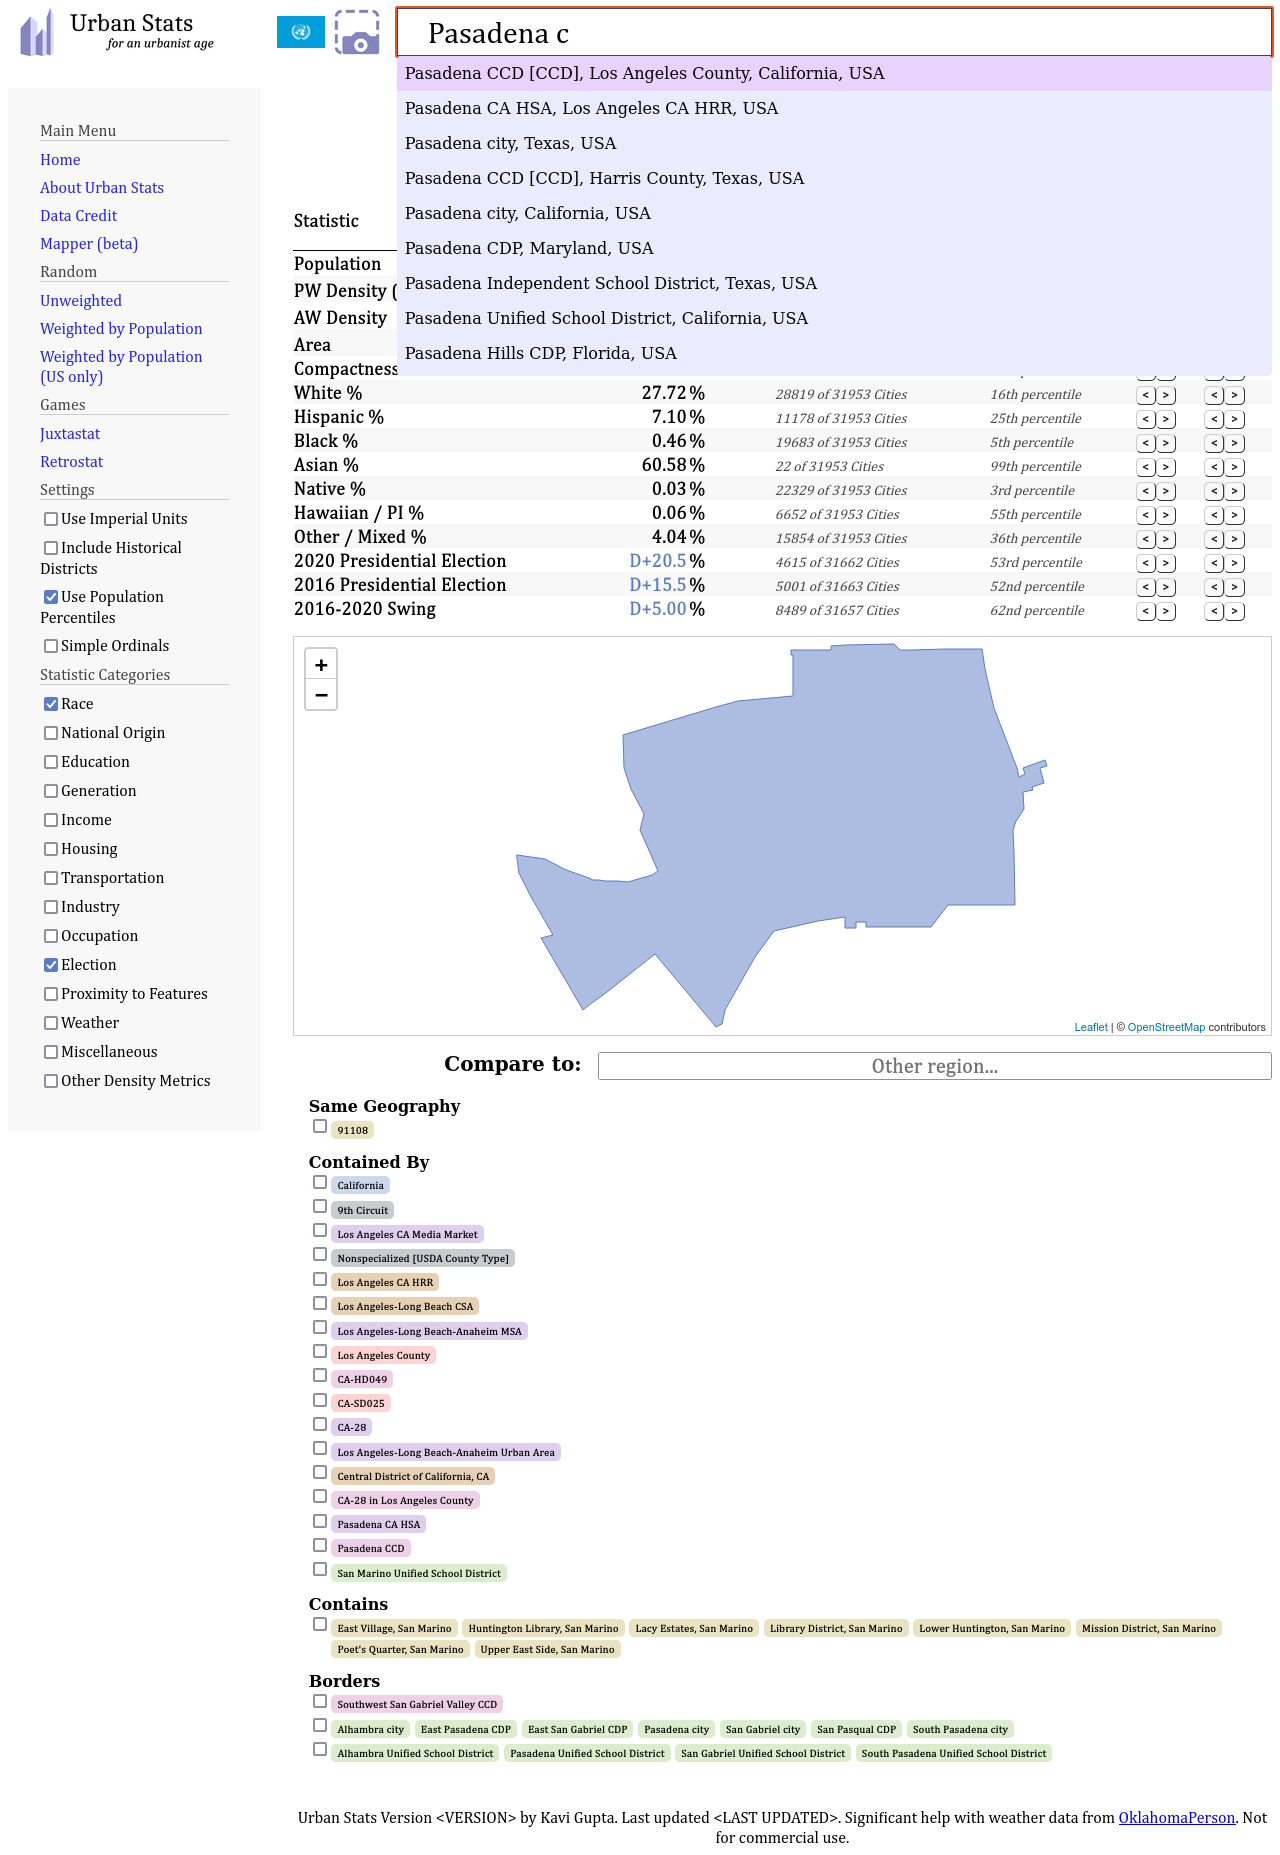 Urban Stats
for an urbanist age
Pasadena c
Pasadena CCD [CCD], Los Angeles County, California, USA
Pasadena CA HSA, Los Angeles CA HRR, USA
Pasadena city, Texas, USA
Pasadena CCD [CCD], Harris County, Texas, USA
Pasadena city, California, USA
Pasadena CDP, Maryland, USA
Pasadena Independent School District, Texas, USA
Pasadena Unified School District, California, USA
Pasadena Hills CDP, Florida, USA
Main Menu
Home
About Urban Stats
Data Credit
Mapper (beta)
Random
Unweighted
Weighted by Population
Weighted by Population
(US only)
Games
Juxtastat
Retrostat
Settings
Use Imperial Units
Include Historical
Districts
Use Population
Percentiles
Simple Ordinals
Statistic Categories
Race
National Origin
Education
Generation
Income
Housing
Transportation
Industry
Occupation
Election
Proximity to Features
Weather
Miscellaneous
Other Density Metrics
Statistic
Population
PW Density (
AW Density
Area
Compactness
White % 27.72% 28819 of 31953 Cities 16th percentile < > < >
Hispanic % 7.10% 11178 of 31953 Cities 25th percentile < > < >
Black % 0.46% 19683 of 31953 Cities 5th percentile < > < >
Asian % 60.58% 22 of 31953 Cities 99th percentile < > < >
Native % 0.03% 22329 of 31953 Cities 3rd percentile < > < >
Hawaiian / PI % 0.06% 6652 of 31953 Cities 55th percentile < > < >
Other / Mixed % 4.04% 15854 of 31953 Cities 36th percentile < > < >
2020 Presidential Election D+20.5% 4615 of 31662 Cities 53rd percentile < > < >
2016 Presidential Election D+15.5% 5001 of 31663 Cities 52nd percentile < > < >
2016-2020 Swing D+5.00% 8489 of 31657 Cities 62nd percentile < > < >
+
−
Leaflet | © OpenStreetMap contributors
Compare to: Other region...
Same Geography
91108
Contained By
California
9th Circuit
Los Angeles CA Media Market
Nonspecialized [USDA County Type]
Los Angeles CA HRR
Los Angeles-Long Beach CSA
Los Angeles-Long Beach-Anaheim MSA
Los Angeles County
CA-HD049
CA-SD025
CA-28
Los Angeles-Long Beach-Anaheim Urban Area
Central District of California, CA
CA-28 in Los Angeles County
Pasadena CA HSA
Pasadena CCD
San Marino Unified School District
Contains
East Village, San Marino Huntington Library, San Marino Lacy Estates, San Marino Library District, San Marino Lower Huntington, San Marino Mission District, San Marino
Poet's Quarter, San Marino Upper East Side, San Marino
Borders
Southwest San Gabriel Valley CCD
Alhambra city East Pasadena CDP East San Gabriel CDP Pasadena city San Gabriel city San Pasqual CDP South Pasadena city
Alhambra Unified School District Pasadena Unified School District San Gabriel Unified School District South Pasadena Unified School District
Urban Stats Version <VERSION> by Kavi Gupta. Last updated <LAST UPDATED>. Significant help with weather data from OklahomaPerson. Not
for commercial use.